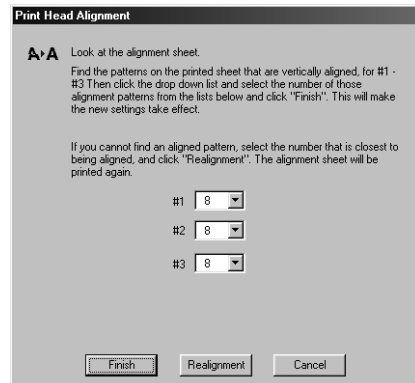 Print Head Alignment
A A Look at the alignment sheet.
Find the patterns on the printed sheet that are vertically aligned, for #1 -
#3 Then click the drop down list and select the number of those
alignment patterns from the lists below and click "Finish". This will make
the new settings take effect.
If you cannot find an aligned pattern, select the number that is closest to
being aligned, and click "Realignment". The alignment sheet will be
printed again.
#1 8
#2 8
#3 8
Finish Realignment Cancel